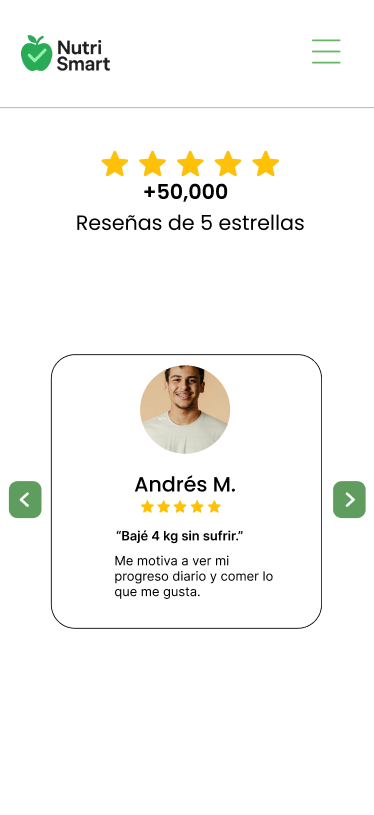 Nutri
Smart
+50,000
Reseñas de 5 estrellas
Andrés M.
“Bajé 4 kg sin sufrir.”
Me motiva a ver mi
progreso diario y comer lo
que me gusta.